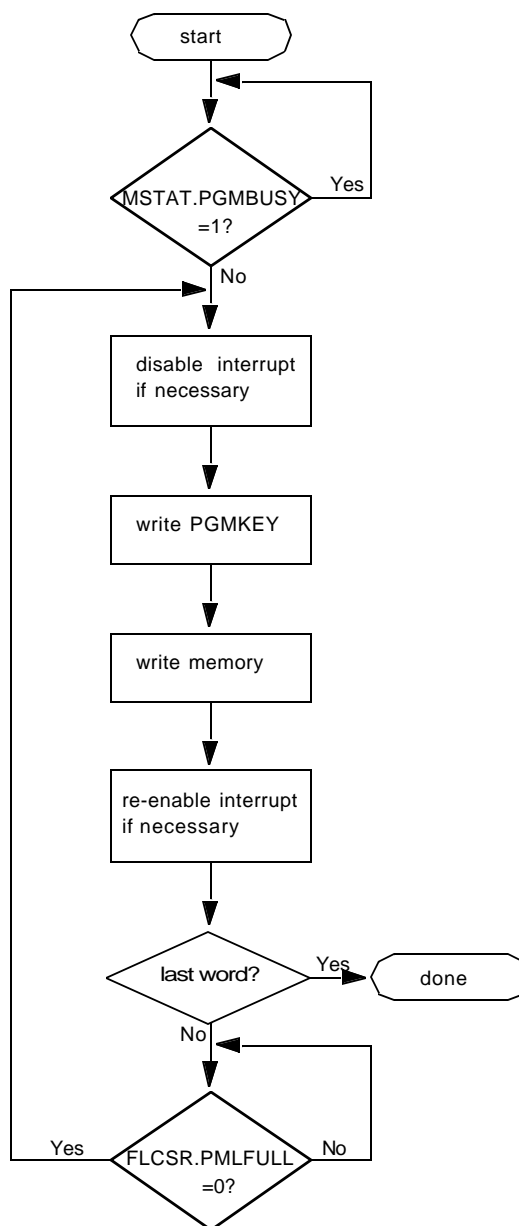 start
MSTAT.PGMBUSY
=1?
Yes
No
disable interrupt
if necessary
write PGMKEY
write memory
re-enable interrupt
if necessary
last word?
Yes
done
No
Yes
FLCSR.PMLFULL
=0?
No